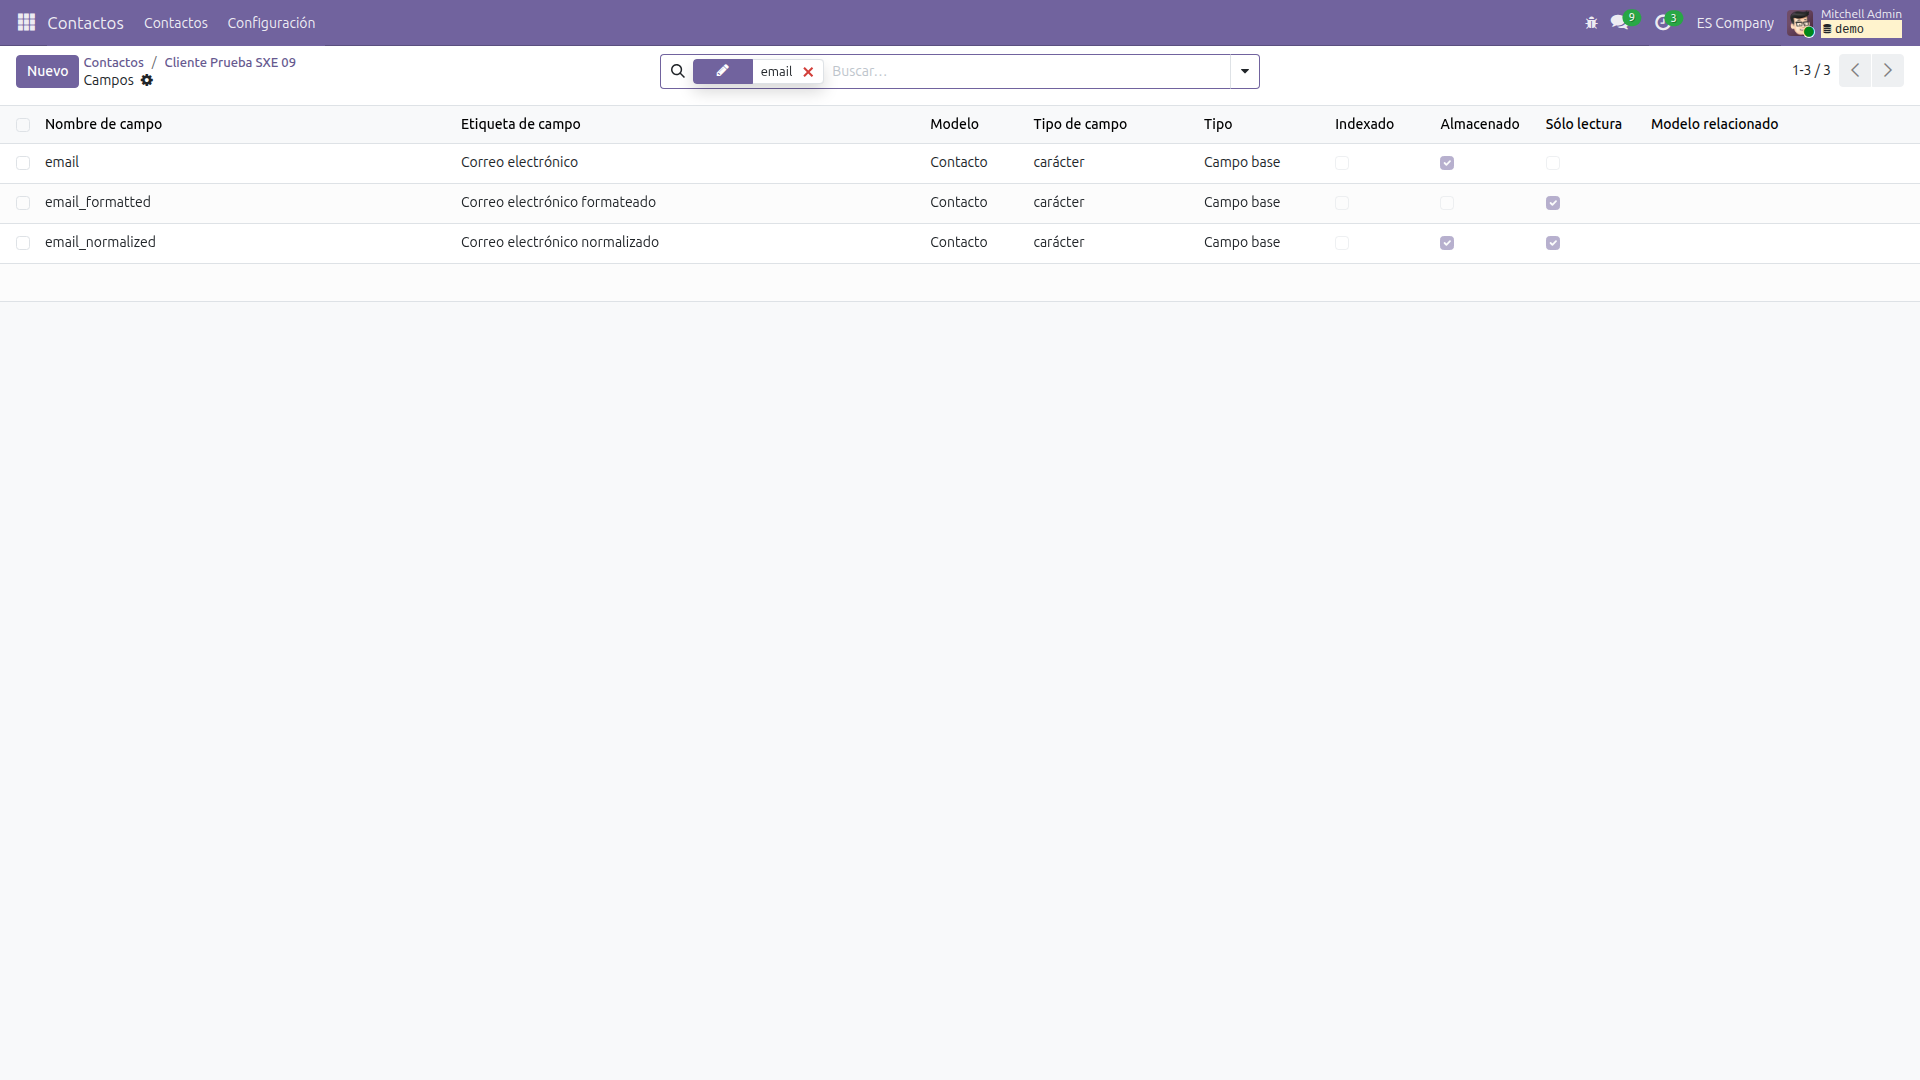 Contactos Contactos Configuración 9 3 ES Company Mitchell Admin
demo
Nuevo Contactos / Cliente Prueba SXE 09
Campos
email Buscar...
1-3 / 3
Nombre de campo Etiqueta de campo Modelo Tipo de campo Tipo Indexado Almacenado Sólo lectura Modelo relacionado
email Correo electrónico Contacto carácter Campo base
email_formatted Correo electrónico formateado Contacto carácter Campo base
email_normalized Correo electrónico normalizado Contacto carácter Campo base